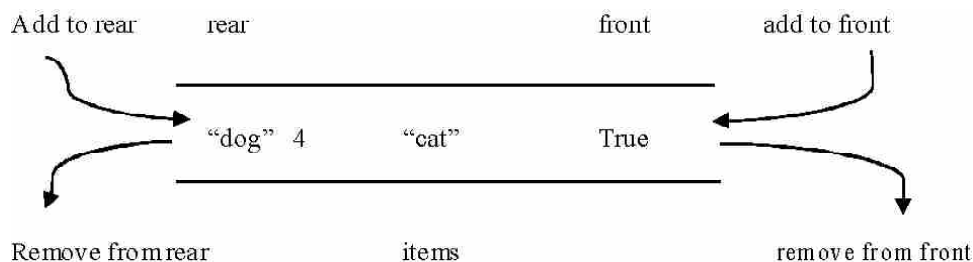 Add to rear rear front add to front
“dog” 4 “cat” True
Remove from rear items remove from front